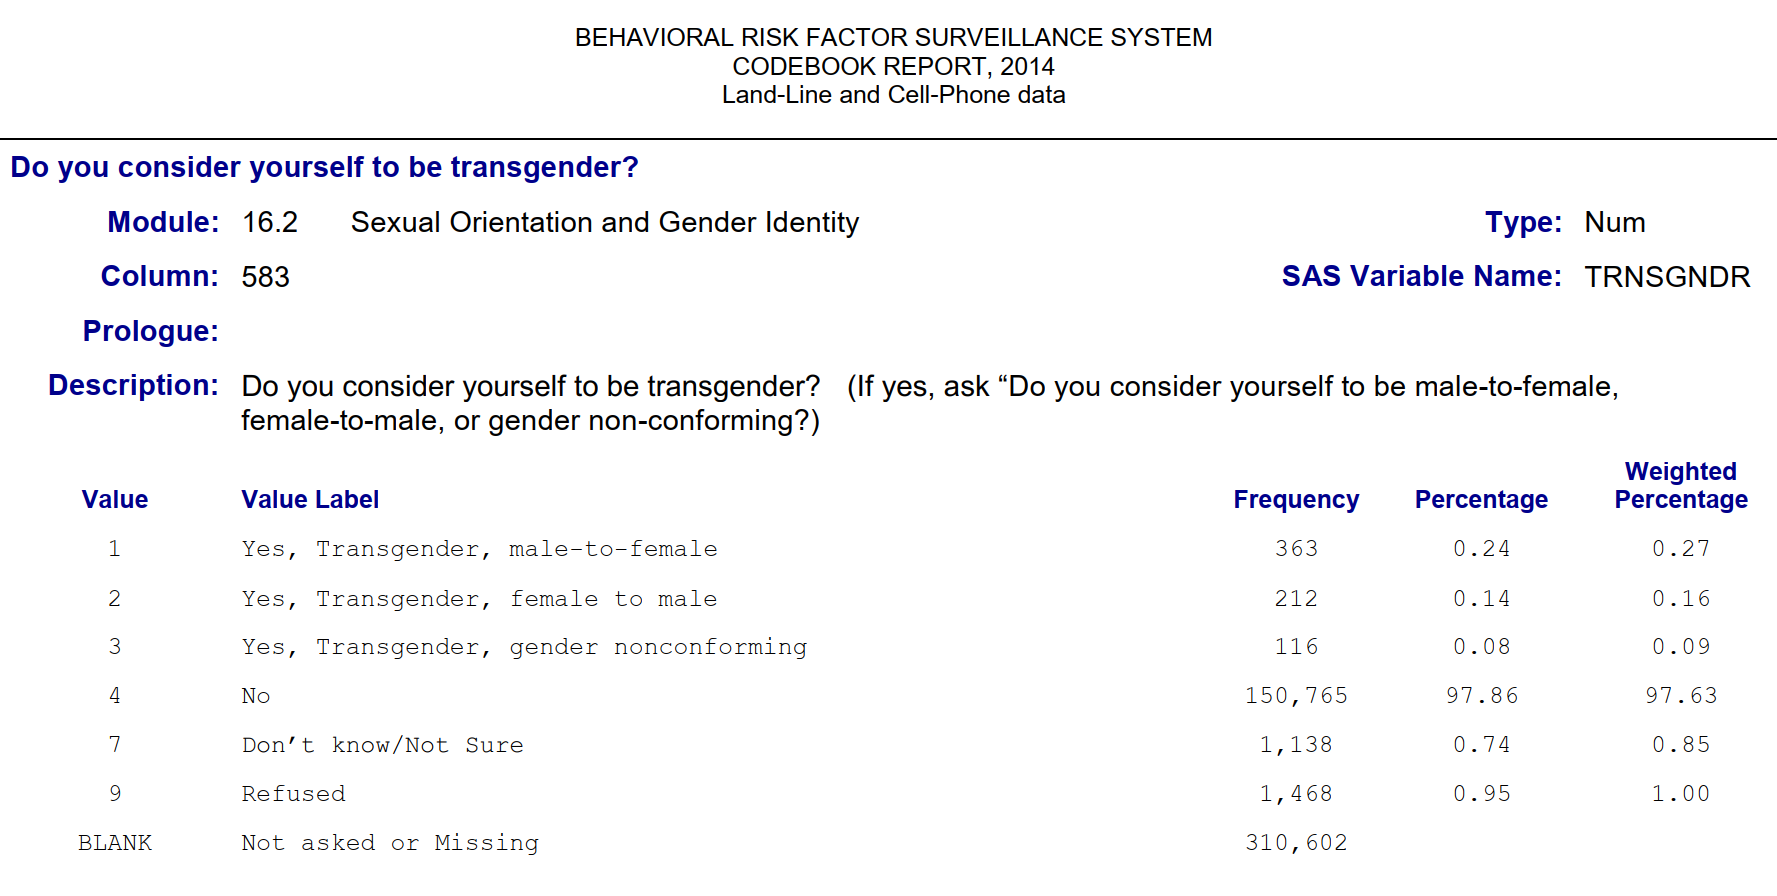 BEHAVIORAL RISK FACTOR SURVEILLANCE SYSTEM
CODEBOOK REPORT, 2014
Land-Line and Cell-Phone data
Do you consider yourself to be transgender?
Module: 16.2 Sexual Orientation and Gender Identity Type: Num
Column: 583 SAS Variable Name: TRNSGNDR
Prologue:
Description: Do you consider yourself to be transgender? (If yes, ask “Do you consider yourself to be male-to-female,
female-to-male, or gender non-conforming?)
Value Value Label Frequency Percentage Weighted Percentage
1 Yes, Transgender, male-to-female 363 0.24 0.27
2 Yes, Transgender, female to male 212 0.14 0.16
3 Yes, Transgender, gender nonconforming 116 0.08 0.09
4 No 150,765 97.86 97.63
7 Don’t know/Not Sure 1,138 0.74 0.85
9 Refused 1,468 0.95 1.00
BLANK Not asked or Missing 310,602